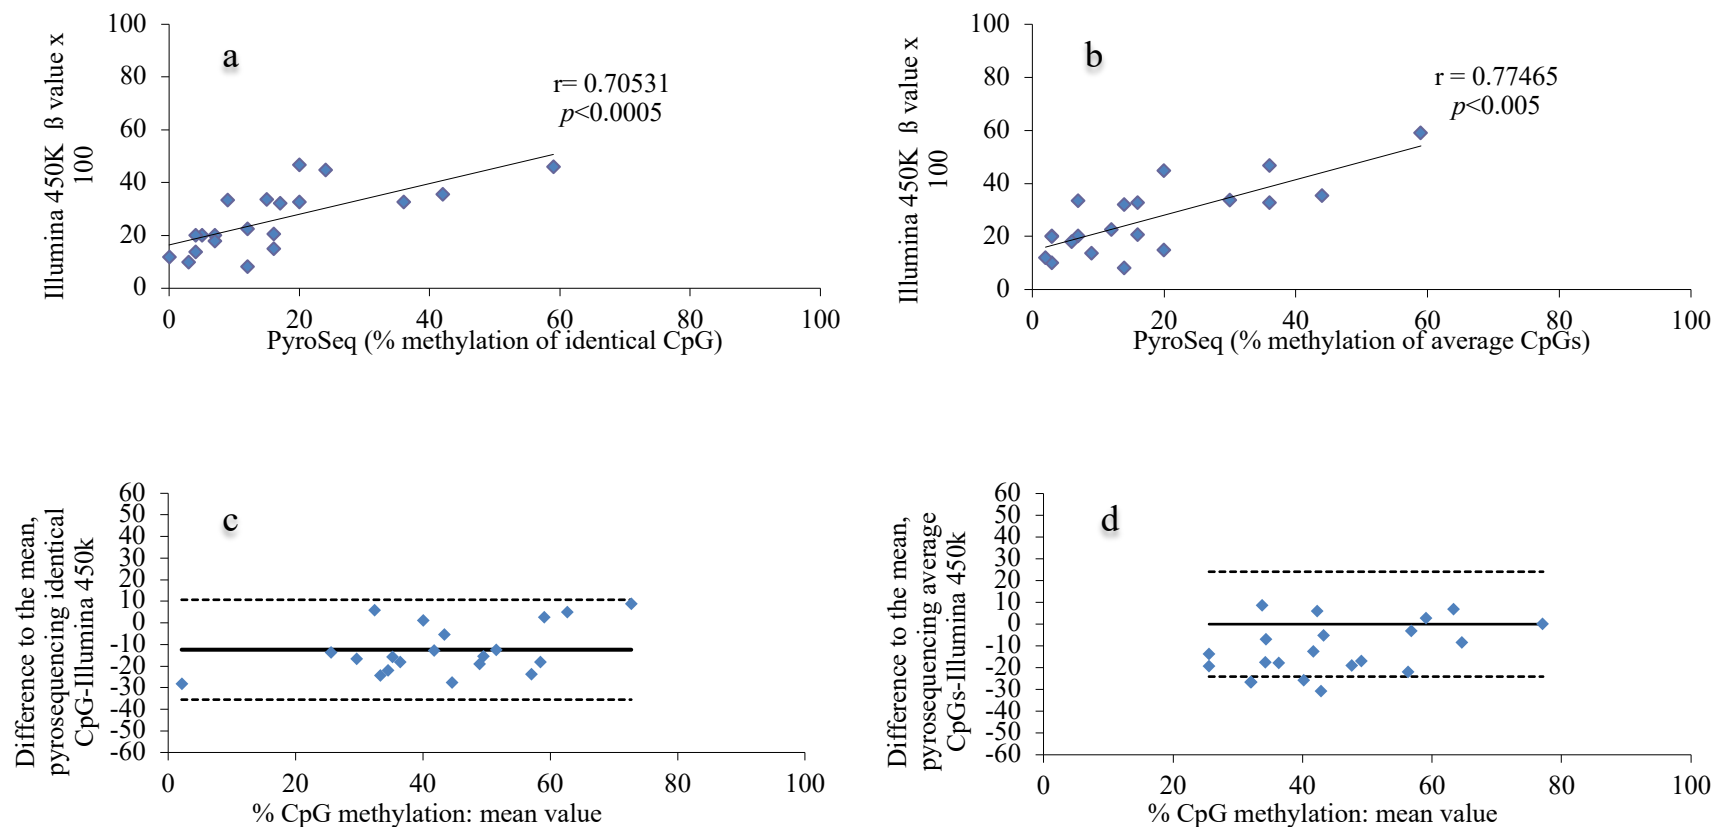 a
r= 0.70531
p<0.0005
Illumina 450K ß value x
100
100
80
60
40
20
0
0 20 40 60 80 100
PyroSeq (% methylation of identical CpG)
b
r = 0.77465
p<0.005
Illumina 450K ß value x
100
100
80
60
40
20
0
0 20 40 60 80 100
PyroSeq (% methylation of average CpGs)
c
Difference to the mean,
pyrosequencing identical
CpG-Illumina 450k
60
50
40
30
20
10
0
-10
-20
-30
-40
-50
-60
0 20 40 60 80 100
% CpG methylation: mean value
d
Difference to the mean,
pyrosequencing average
CpGs-Illumina 450k
60
50
40
30
20
10
0
-10
-20
-30
-40
-50
-60
0 20 40 60 80 100
% CpG methylation: mean value